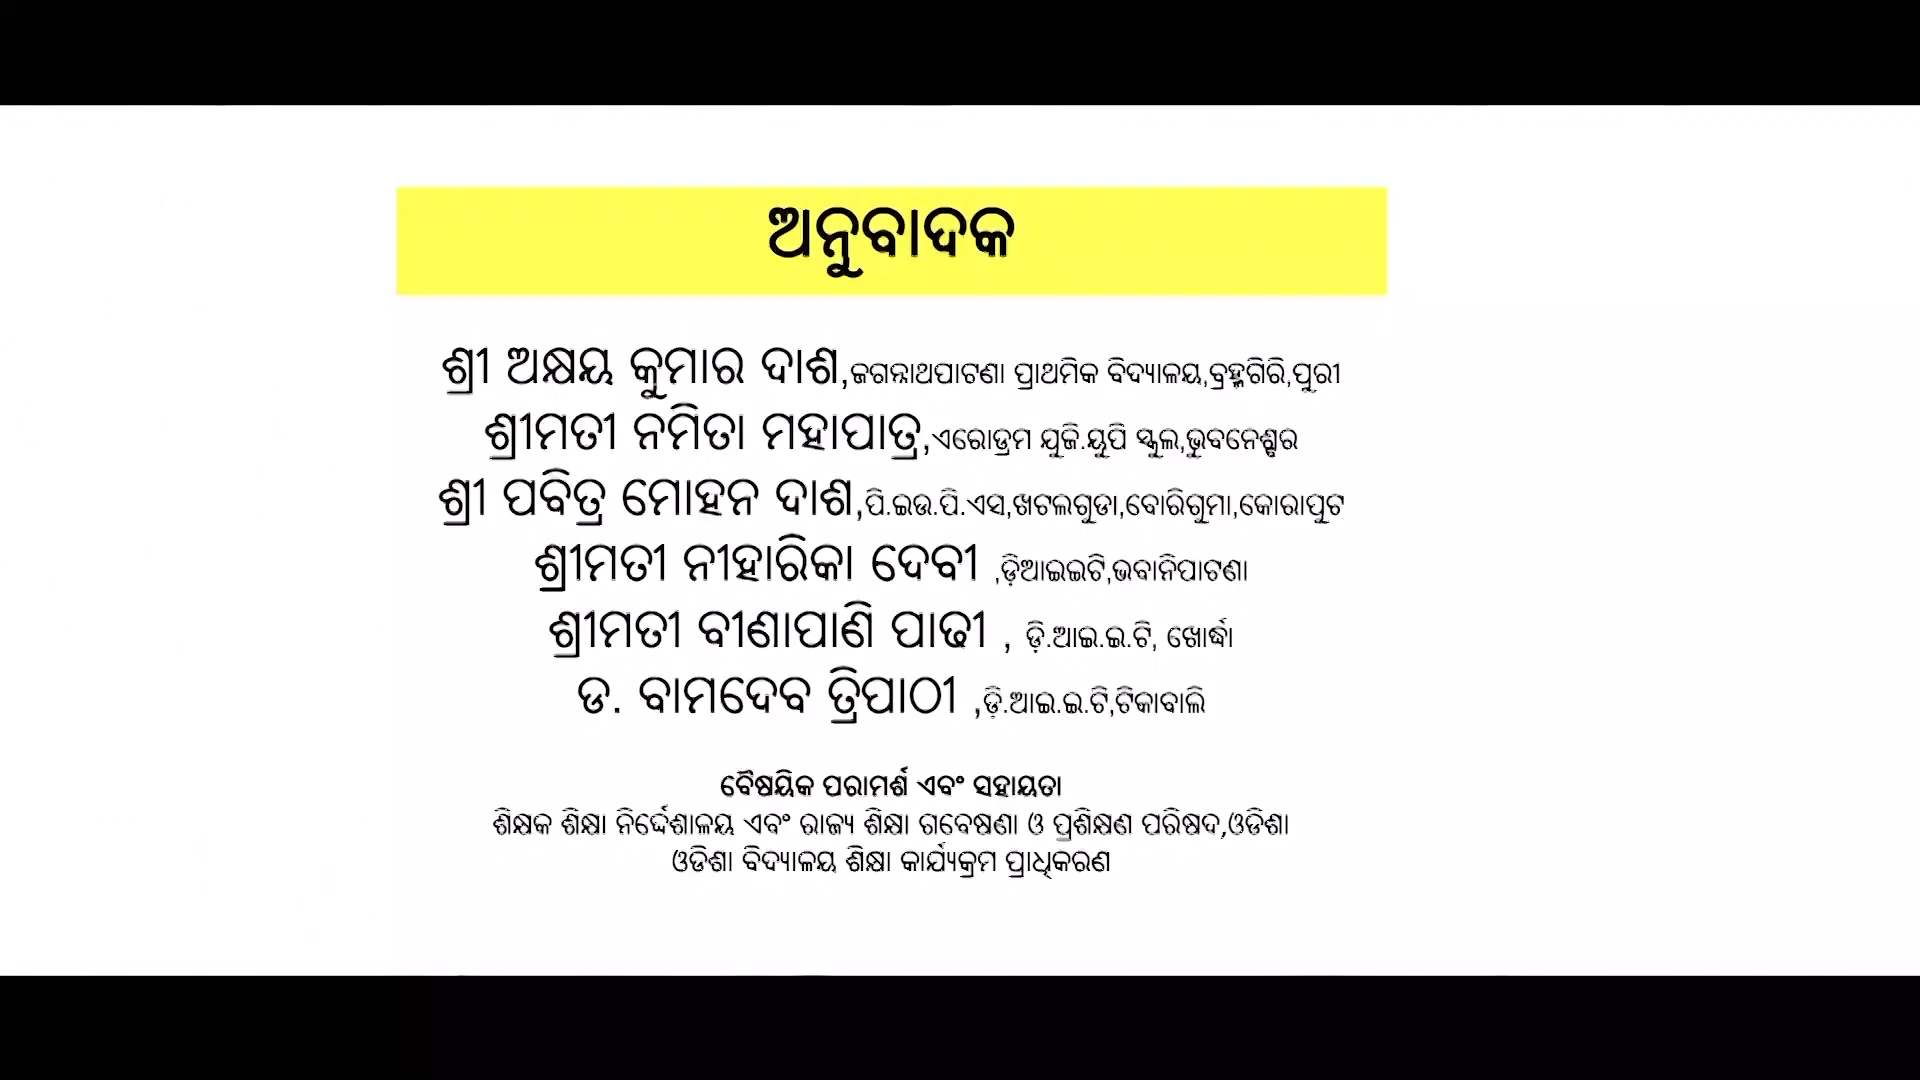 ଅନୁବାଦକ
ଶ୍ରୀ ଅକ୍ଷୟ କୁମାର ଦାଶ,ଜଗନ୍ନାଥପାଟଣା ପ୍ରାଥମିକ ବିଦ୍ୟାଳୟ,ବ୍ରହ୍ମଗିରି,ପୁରୀ
ଶ୍ରୀମତୀ ନମିତା ମହାପାତ୍ର,ଏରୋଡ୍ରମ ଯୁଜି.ୟୁପି ସ୍କୁଲ,ଭୁବନେଶ୍ଵର
ଶ୍ରୀ ପବିତ୍ର ମୋହନ ଦାଶ,ପି.ଇଉ.ପି.ଏସ,ଖଟଲଗୁଡା,ବୋରିଗୁମା,କୋରାପୁଟ
ଶ୍ରୀମତୀ ନୀହାରିକା ଦେବୀ ,ଡ଼ିଆଇଇଟି,ଭବାନିପାଟଣା
ଶ୍ରୀମତୀ ବୀଣାପାଣି ପାଢୀ , ଡ଼ି.ଆଇ.ଇ.ଟି, ଖୋର୍ଦ୍ଧା
ଡ. ବାମଦେବ ତ୍ରିପାଠୀ ,ଡ଼ି.ଆଇ.ଇ.ଟି,ଟିକାବାଲି
ବୈଷୟିକ ପରାମର୍ଶ ଏବଂ ସହାୟତା
ଶିକ୍ଷକ ଶିକ୍ଷା ନିର୍ଦ୍ଦେଶାଳୟ ଏବଂ ରାଜ୍ୟ ଶିକ୍ଷା ଗବେଷଣା ଓ ପ୍ରଶିକ୍ଷଣ ପରିଷଦ,ଓଡିଶା
ଓଡିଶା ବିଦ୍ୟାଳୟ ଶିକ୍ଷା କାର୍ଯ୍ୟକ୍ରମ ପ୍ରାଧିକରଣ